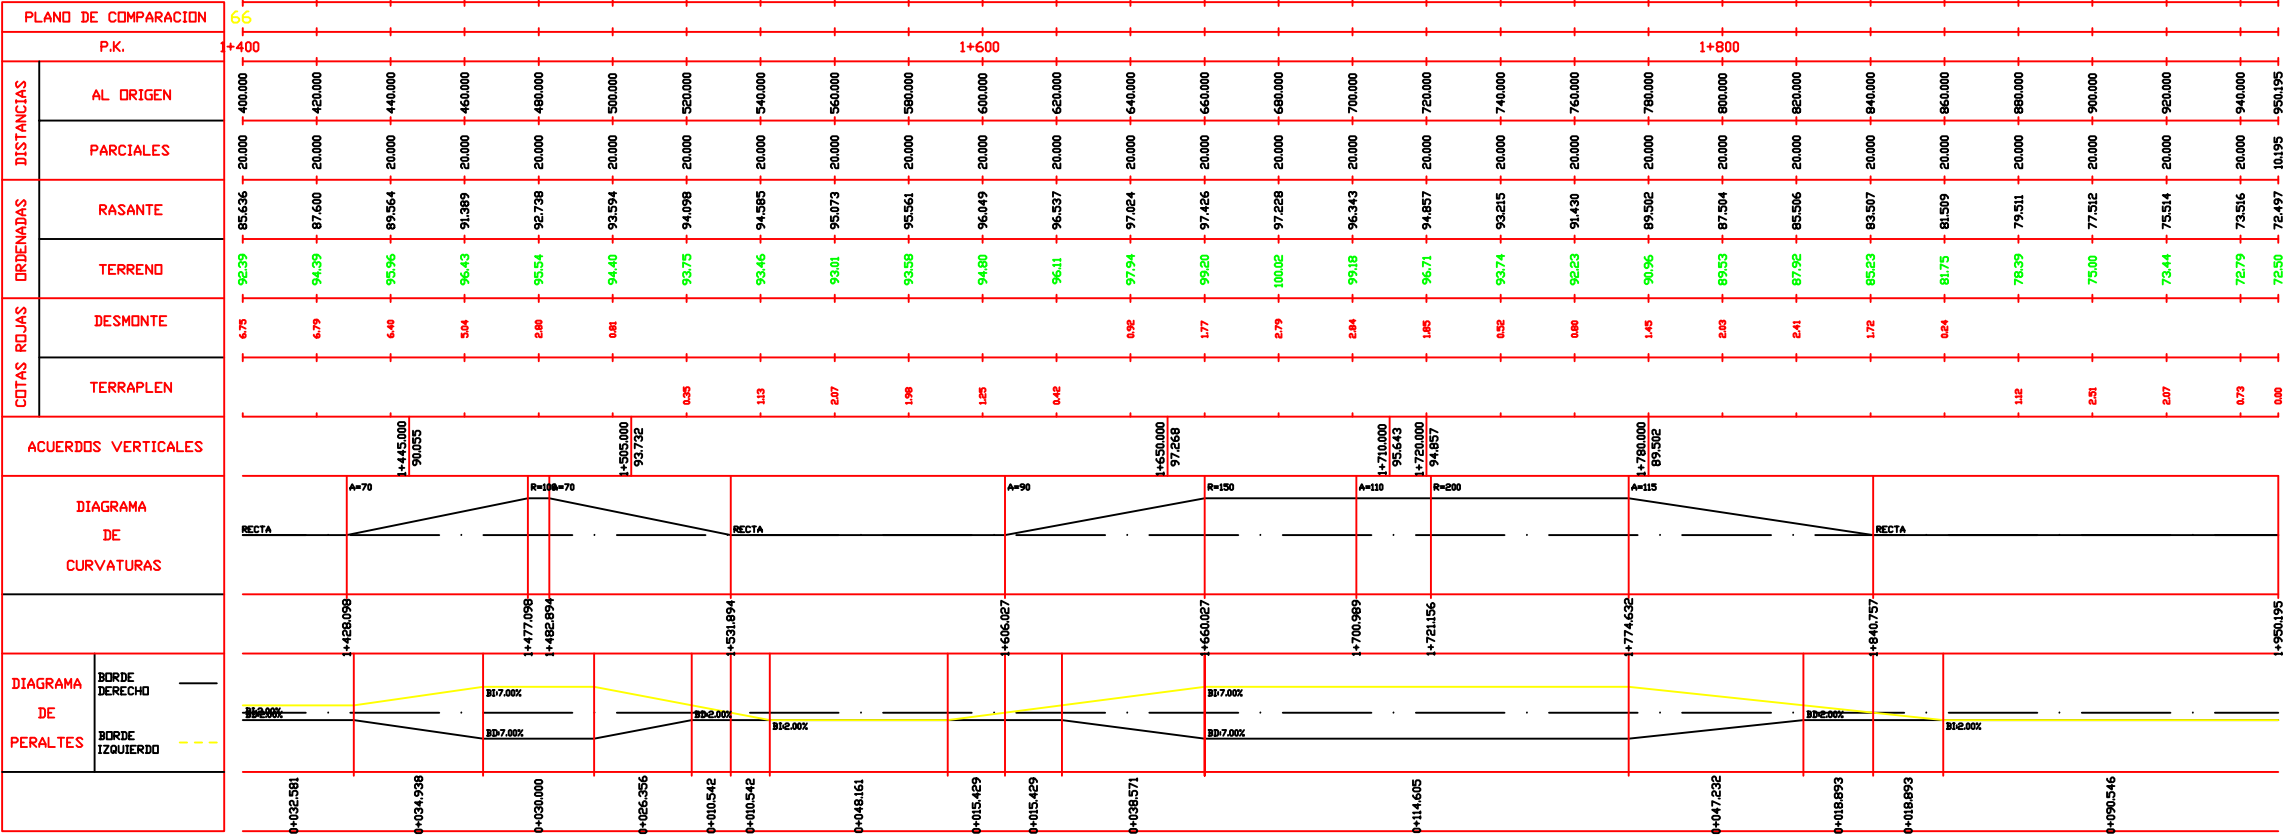 PLANO DE COMPARACION 66
P.K. 1+400 1+600 1+800
DISTANCIAS
AL ORIGEN 400.000 420.000 440.000 460.000 480.000 500.000 520.000 540.000 560.000 580.000 600.000 620.000 640.000 660.000 680.000 700.000 720.000 740.000 760.000 780.000 800.000 820.000 840.000 860.000 880.000 900.000 920.000 940.000 950.195
PARCIALES 20.000 20.000 20.000 20.000 20.000 20.000 20.000 20.000 20.000 20.000 20.000 20.000 20.000 20.000 20.000 20.000 20.000 20.000 20.000 20.000 20.000 20.000 20.000 20.000 20.000 20.000 20.000 20.000 10.195
ORDENADAS
RASANTE 85.636 87.600 89.564 91.389 92.738 93.594 94.098 94.585 95.073 95.561 96.049 96.537 97.024 97.426 97.228 96.343 94.857 93.215 91.430 89.502 87.504 85.506 83.507 81.509 79.511 77.512 75.514 73.516 72.497
TERRENO 92.39 94.39 95.96 96.43 95.54 94.40 93.75 93.46 93.01 93.58 94.80 96.11 97.94 99.20 100.02 99.18 96.71 93.74 92.23 90.96 89.53 87.92 85.23 81.75 78.39 75.00 73.44 72.79 72.50
COTAS ROJAS
DESMONTE 6.75 6.79 6.40 5.04 2.80 0.81 0.92 1.77 2.79 2.84 1.85 0.52 0.80 1.45 2.03 2.41 1.72 0.24
TERRAPLEN 0.35 1.13 2.07 1.98 1.25 0.42 1.12 2.51 2.07 0.73 0.00
ACUERDOS VERTICALES
1+445.000 90.055
1+505.000 93.732
1+650.000 97.268
1+710.000 95.643
1+720.000 94.857
1+780.000 89.502
DIAGRAMA
DE
CURVATURAS
RECTA A=70 R=100 A=70 RECTA A=90 R=150 A=110 R=200 A=115 RECTA
1+428.098 1+477.098 1+482.894 1+531.894 1+606.027 1+660.027 1+700.989 1+721.156 1+774.632 1+840.757 1+950.195
DIAGRAMA
DE
PERALTES
BORDE
DERECHO
BORDE
IZQUIERDO
BI:7.00% BD:7.00% BD:2.00% BI:2.00% BI:7.00% BD:7.00% BD:2.00% BI:2.00%
0+032.581 0+034.938 0+030.000 0+026.356 0+010.542 0+010.542 0+048.161 0+015.429 0+015.429 0+038.571 0+114.605 0+047.232 0+018.893 0+018.893 0+090.546